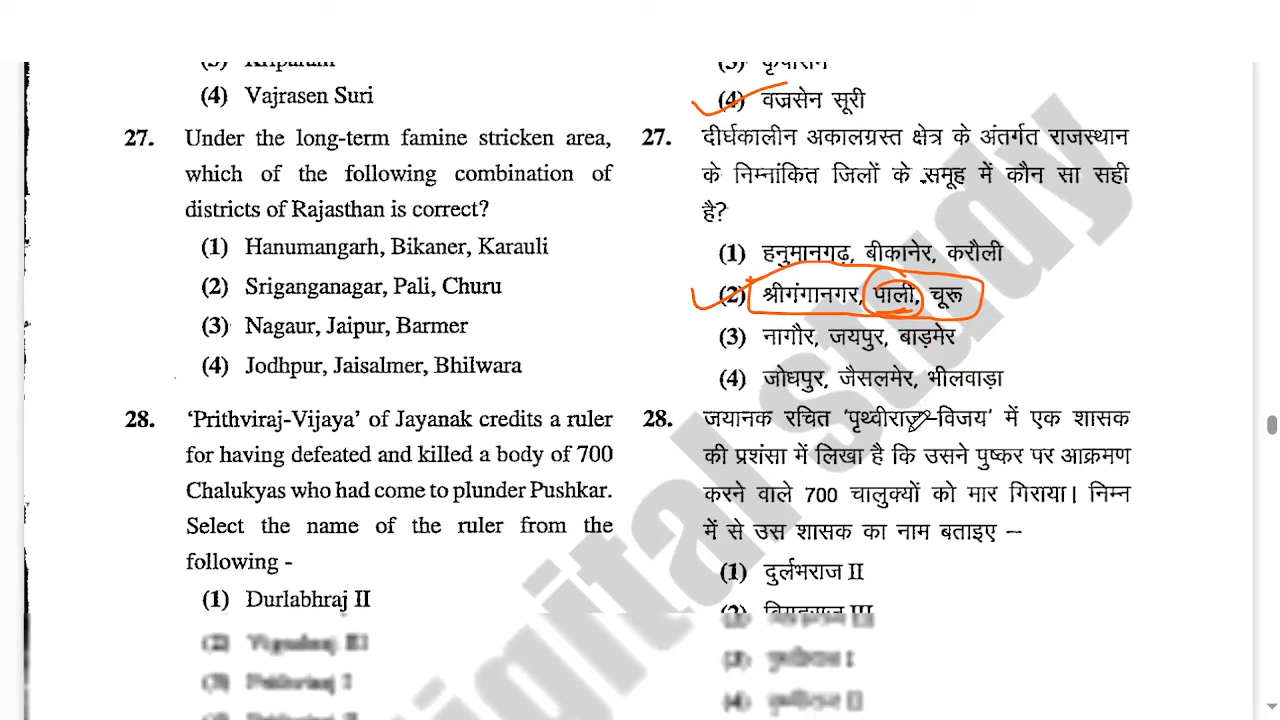 (4) Vajrasen Suri
27. Under the long-term famine stricken area,
which of the following combination of
districts of Rajasthan is correct?
(1) Hanumangarh, Bikaner, Karauli
(2) Sriganganagar, Pali, Churu
(3) Nagaur, Jaipur, Barmer
(4) Jodhpur, Jaisalmer, Bhilwara
28. ‘Prithviraj-Vijaya’ of Jayanak credits a ruler
for having defeated and killed a body of 700
Chalukyas who had come to plunder Pushkar.
Select the name of the ruler from the
following -
(1) Durlabhraj II
(4) वज्रसेन सूरी
27. दीर्घकालीन अकालग्रस्त क्षेत्र के अंतर्गत राजस्थान
के निम्नांकित जिलों के समूह में कौन सा सही
है?
(1) हनुमानगढ़, बीकानेर, करौली
(2) श्रीगंगानगर, पाली, चूरू
(3) नागौर, जयपुर, बाड़मेर
(4) जोधपुर, जैसलमेर, भीलवाड़ा
28. जयानक रचित ‘पृथ्वीराज-विजय’ में एक शासक
की प्रशंसा में लिखा है कि उसने पुष्कर पर आक्रमण
करने वाले 700 चालुक्यों को मार गिराया। निम्न
में से उस शासक का नाम बताइए –
(1) दुर्लभराज II
digital study